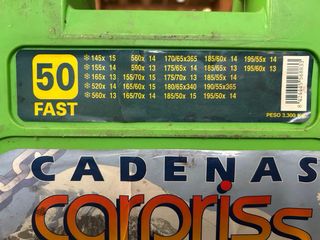 50
FAST
145x 15 560x 14 170/65x365 185/60x 14 195/55x 14
155x 14 590x 14 175/65x 14 185/55x 13 195/60x 13
165x 13 155/70x 15 175/70x 13 185/55x 14
520x 14 165/60x 15 180/65x340 190/55x365
560x 13 165/70x 14 185/50x 15 195/50x 14
PESO 3.300 K
CADENAS
carpriss